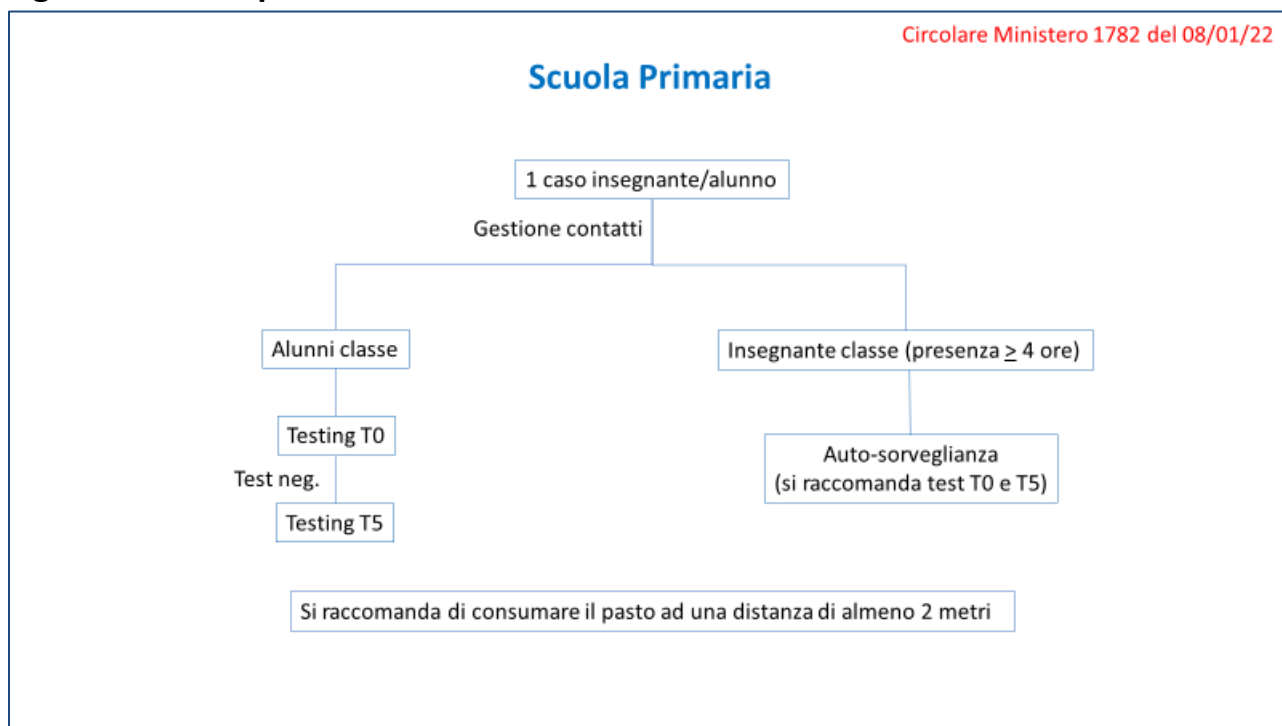 Circolare Ministero 1782 del 08/01/22
Scuola Primaria
1 caso insegnante/alunno
Gestione contatti
Alunni classe
Insegnante classe (presenza ≥ 4 ore)
Testing T0
Test neg.
Testing T5
Auto-sorveglianza
(si raccomanda test T0 e T5)
Si raccomanda di consumare il pasto ad una distanza di almeno 2 metri